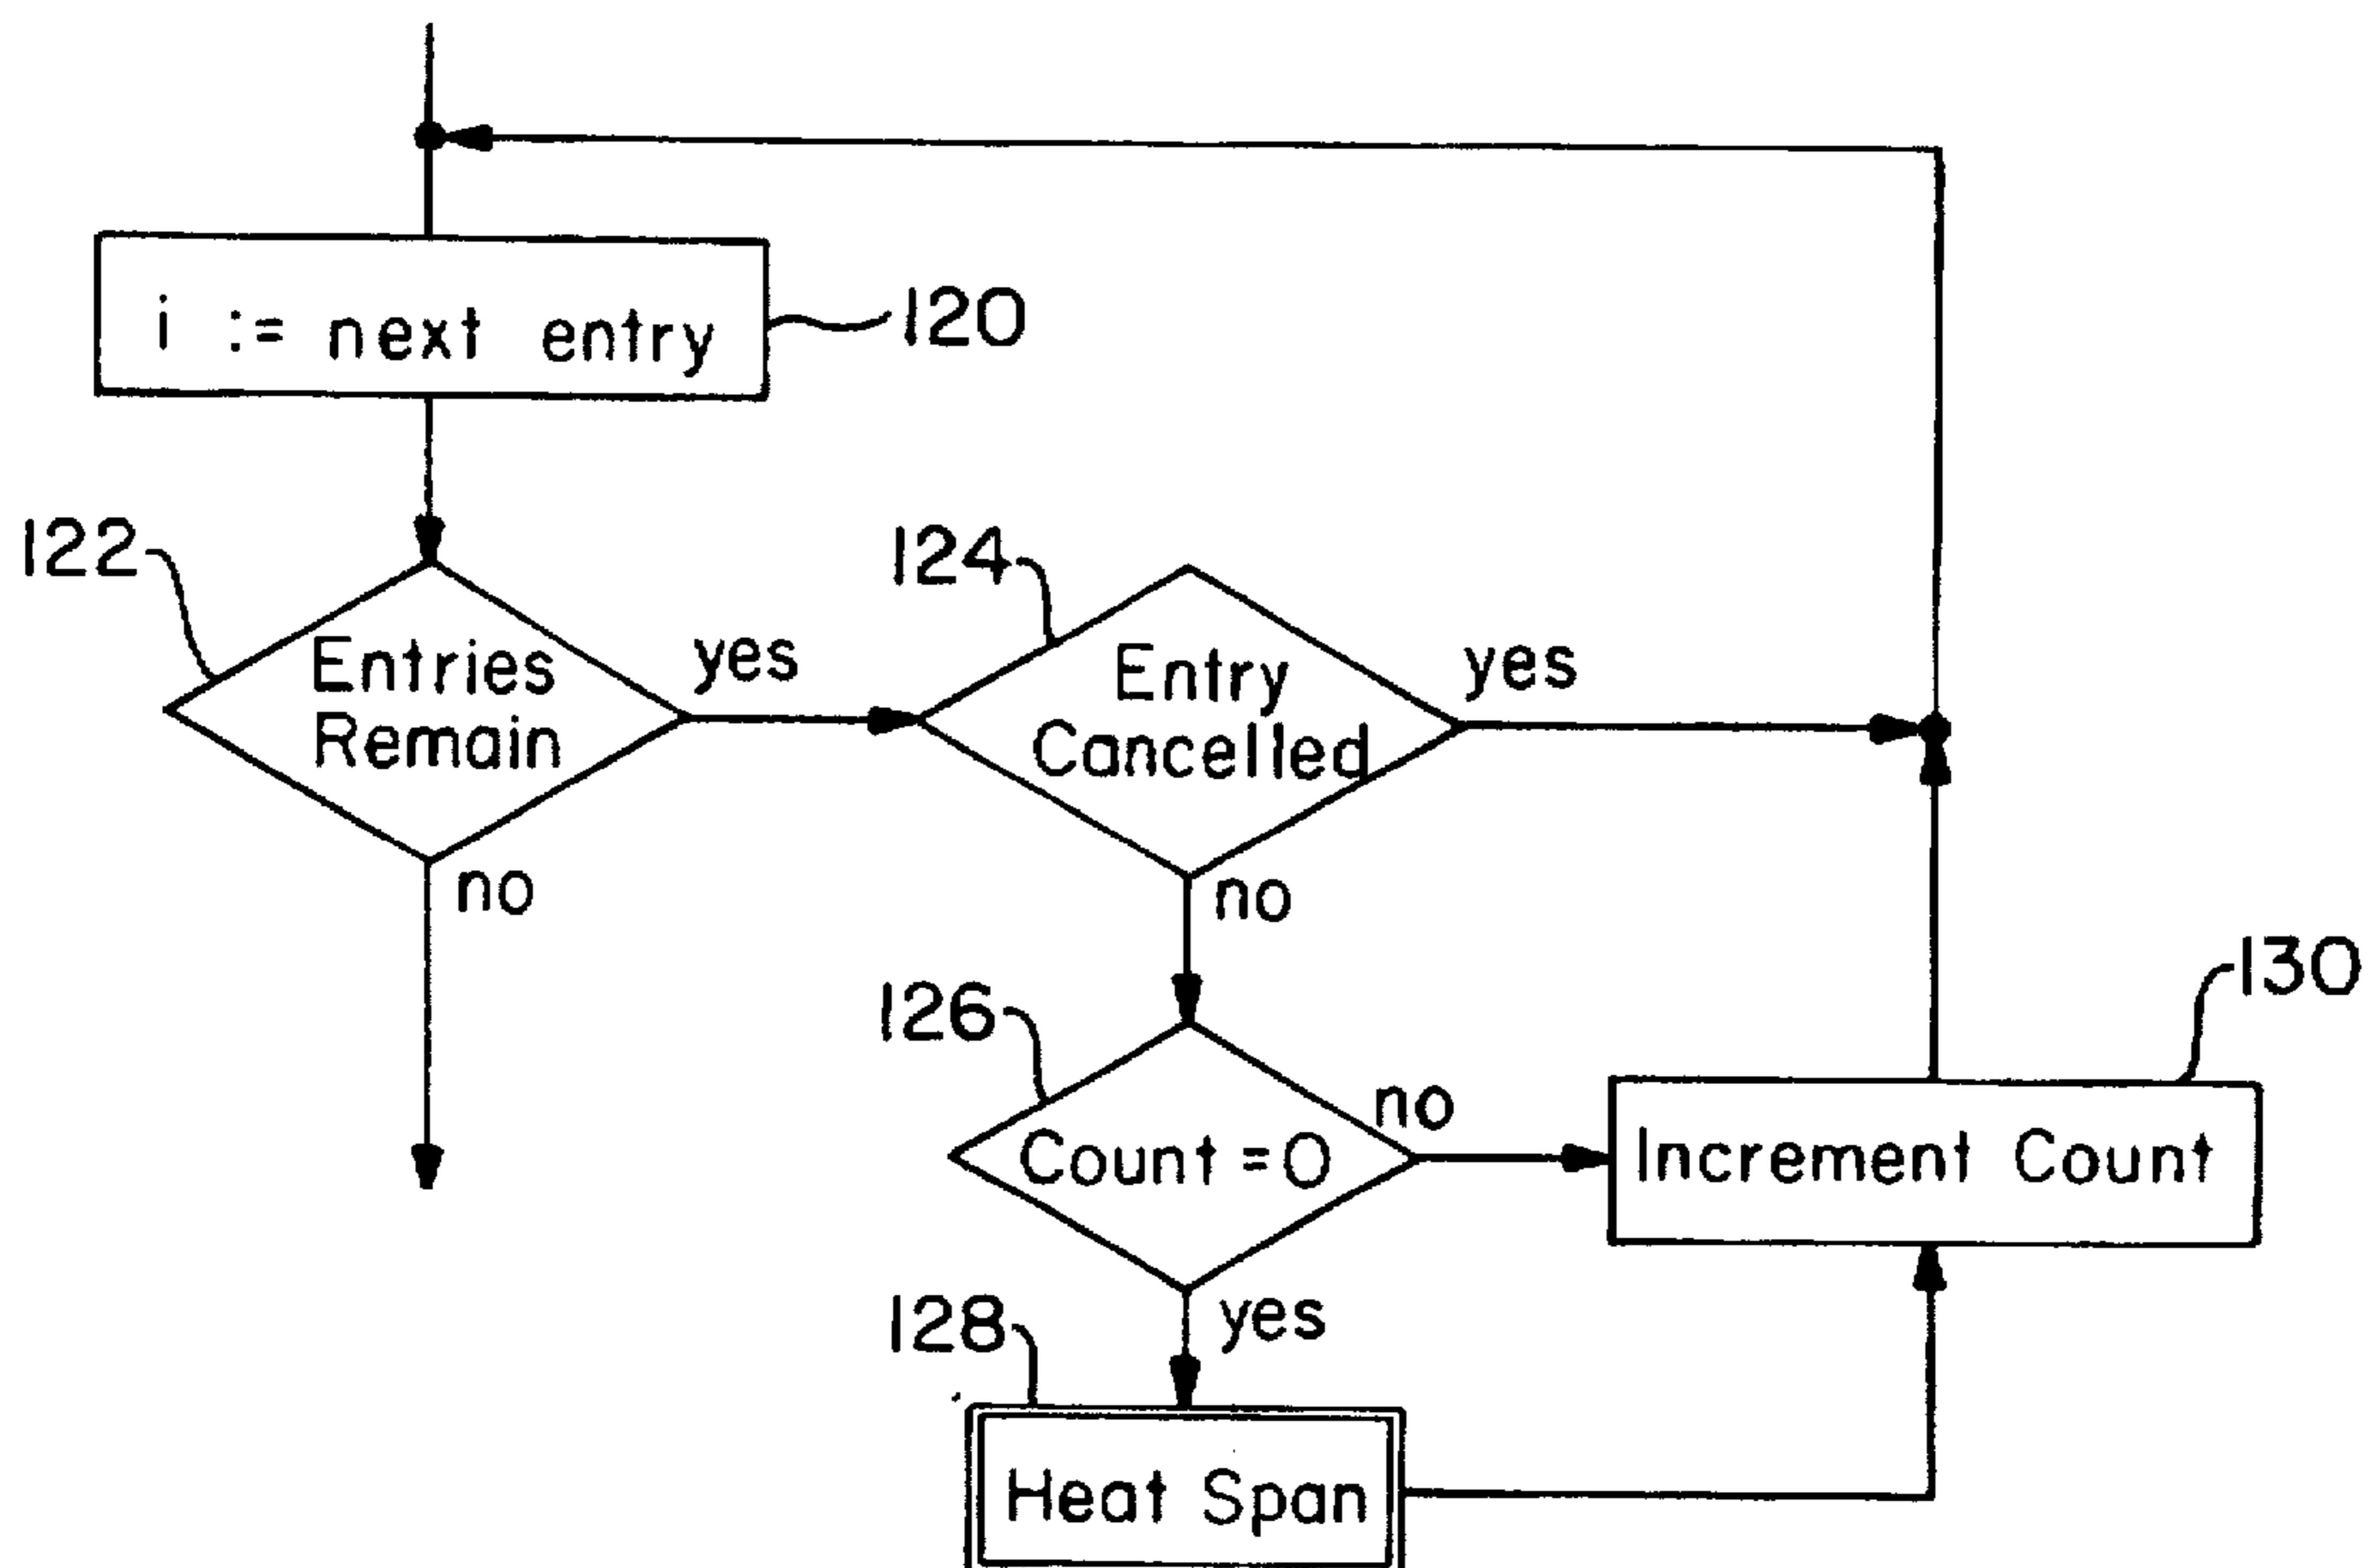 i := next entry
120
122
Entries
Remain
yes
no
124
Entry
Cancelled
yes
no
126
Count = 0
no
yes
130
Increment Count
128
Heat Span